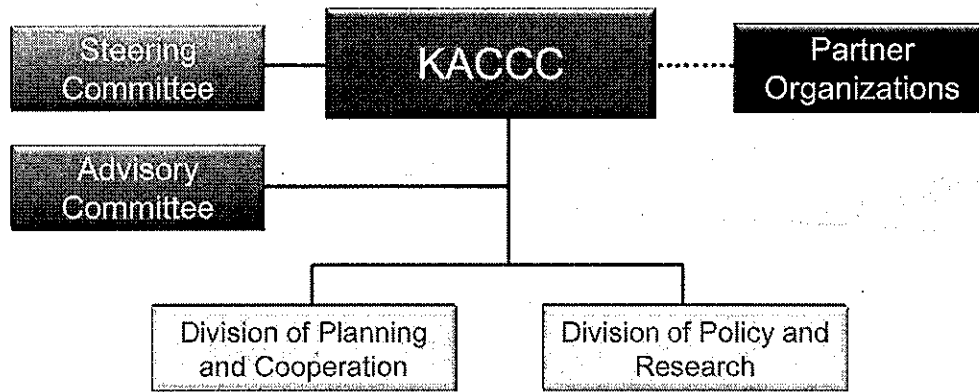 Steering
Committee
KACCC
Partner
Organizations
Advisory
Committee
Division of Planning
and Cooperation
Division of Policy and
Research